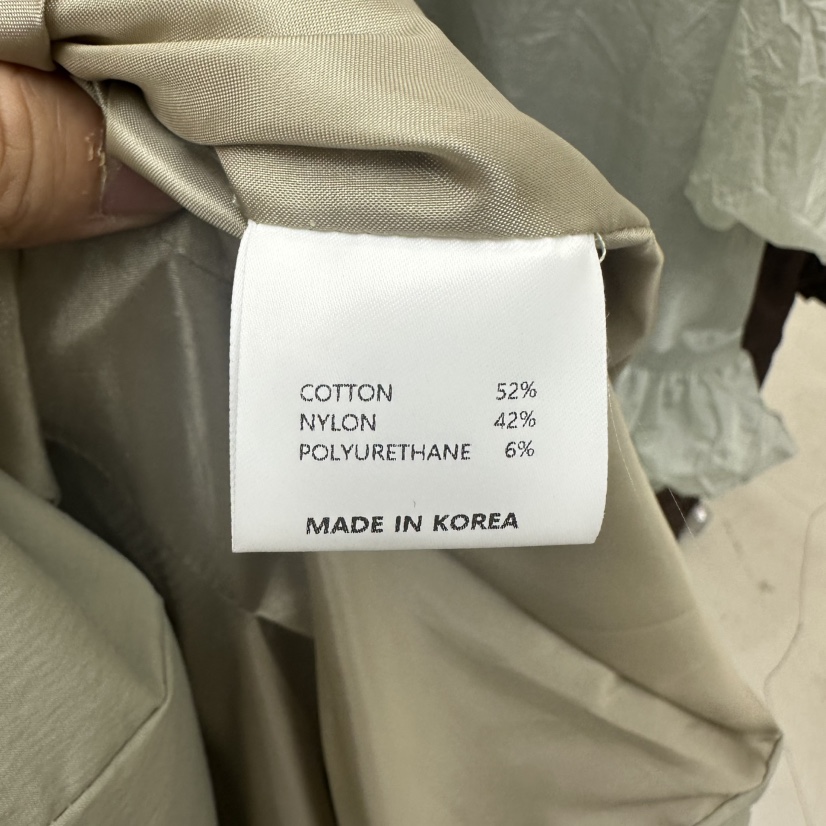 COTTON 52%
NYLON 42%
POLYURETHANE 6%
MADE IN KOREA